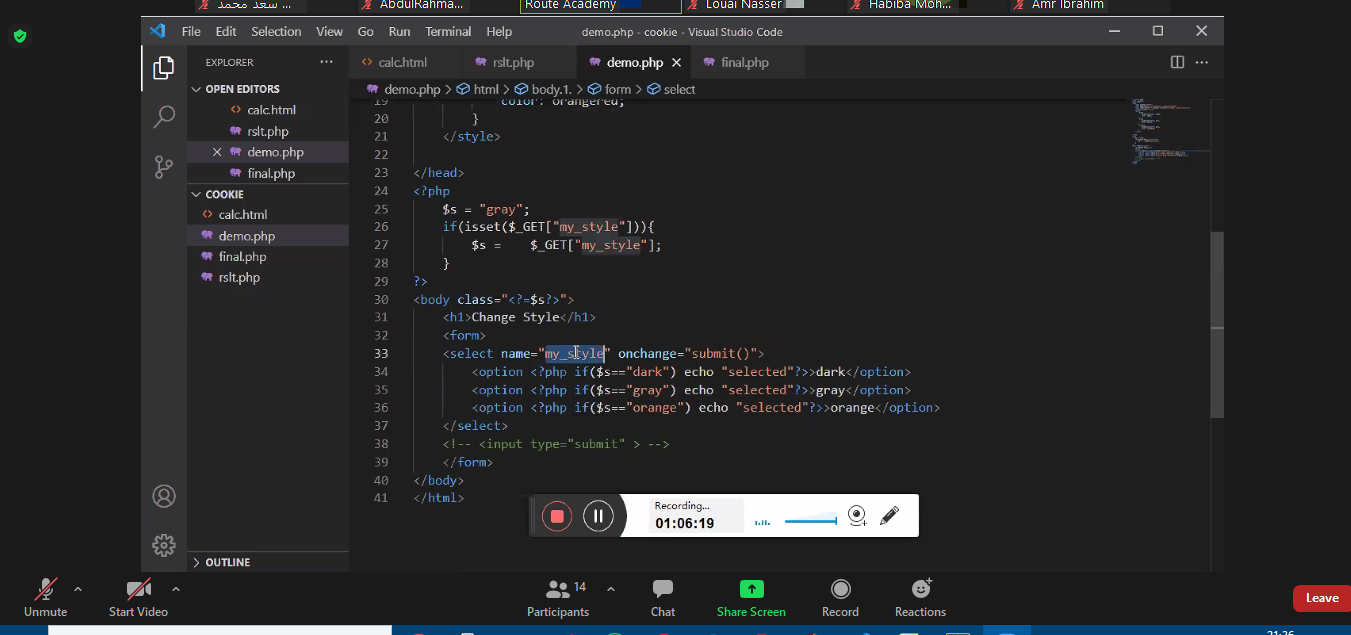 سعد محمد ...
AbdulRahma...
Route Academy
Louai Nasser
Habiba Moh...
Amr Ibrahim
File Edit Selection View Go Run Terminal Help
demo.php - cookie - Visual Studio Code
EXPLORER ...
calc.html
rslt.php
demo.php
final.php
OPEN EDITORS
calc.html
rslt.php
demo.php
final.php
COOKIE
calc.html
demo.php
final.php
rslt.php
OUTLINE
demo.php > html > body.1. > form > select
19 color: orangered;
20 }
21 </style>
22
23 </head>
24 <?php
25 $s = "gray";
26 if(isset($_GET["my_style"])){
27 $s = $_GET["my_style"];
28 }
29 ?>
30 <body class="<?=$s?>">
31 <h1>Change Style</h1>
32 <form>
33 <select name="my_style" onchange="submit()">
34 <option <?php if($s=="dark") echo "selected"?>>dark</option>
35 <option <?php if($s=="gray") echo "selected"?>>gray</option>
36 <option <?php if($s=="orange") echo "selected"?>>orange</option>
37 </select>
38 <!-- <input type="submit" > -->
39 </form>
40 </body>
41 </html>
Recording...
01:06:19
Unmute
Start Video
14
Participants
Chat
Share Screen
Record
Reactions
Leave
21:26